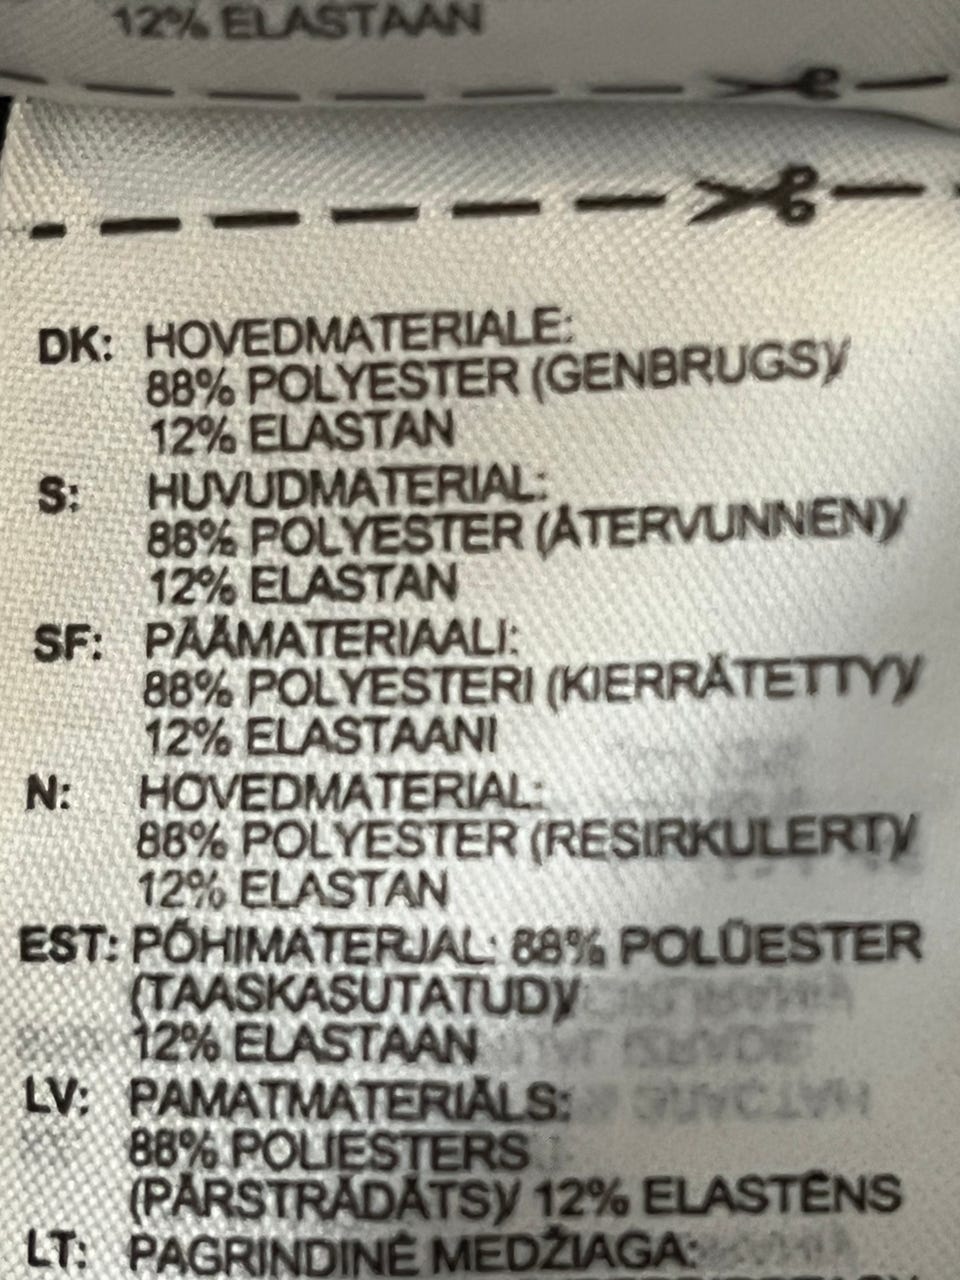 12% ELASTAAN
DK: HOVEDMATERIALE:
88% POLYESTER (GENBRUGS)/
12% ELASTAN
S: HUVUDMATERIAL:
88% POLYESTER (ÅTERVUNNEN)/
12% ELASTAN
SF: PÄÄMATERIAALI:
88% POLYESTERI (KIERRÄTETTY)/
12% ELASTAANI
N: HOVEDMATERIAL:
88% POLYESTER (RESIRKULERT)/
12% ELASTAN
EST: PÕHIMATERJAL: 88% POLÜESTER
(TAASKASUTATUD)/
12% ELASTAAN
LV: PAMATMATERIĀLS:
88% POLIESTERS
(PĀRSTRĀDĀTS)/ 12% ELASTĒNS
LT: PAGRINDINĖ MEDŽIAGA: